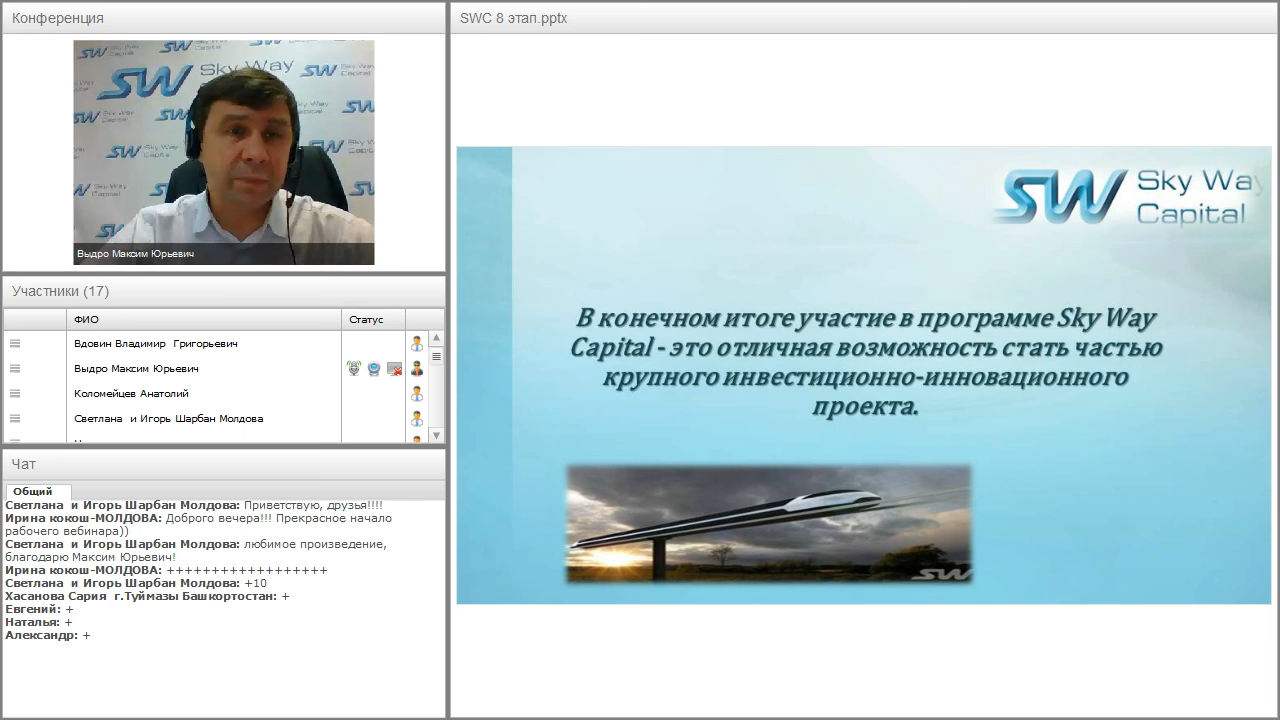 Конференция
SW Sky Way
Capital
Выдро Максим Юрьевич
Участники (17)
ФИО Статус
Вдовин Владимир Григорьевич
Выдро Максим Юрьевич
Коломейцев Анатолий
Светлана и Игорь Шарбан Молдова
Чат
Общий
Светлана и Игорь Шарбан Молдова: Приветствую, друзья!!!!
Ирина кокош-МОЛДОВА: Доброго вечера!!! Прекрасное начало
рабочего вебинара))
Светлана и Игорь Шарбан Молдова: любимое произведение,
благодарю Максим Юрьевич!
Ирина кокош-МОЛДОВА: ++++++++++++++++++
Светлана и Игорь Шарбан Молдова: +10
Хасанова Сария г.Туймазы Башкортостан: +
Евгений: +
Наталья: +
Александр: +
SWC 8 этап.pptx
SW Sky Way
Capital
В конечном итоге участие в программе Sky Way
Capital - это отличная возможность стать частью
крупного инвестиционно-инновационного
проекта.
SW